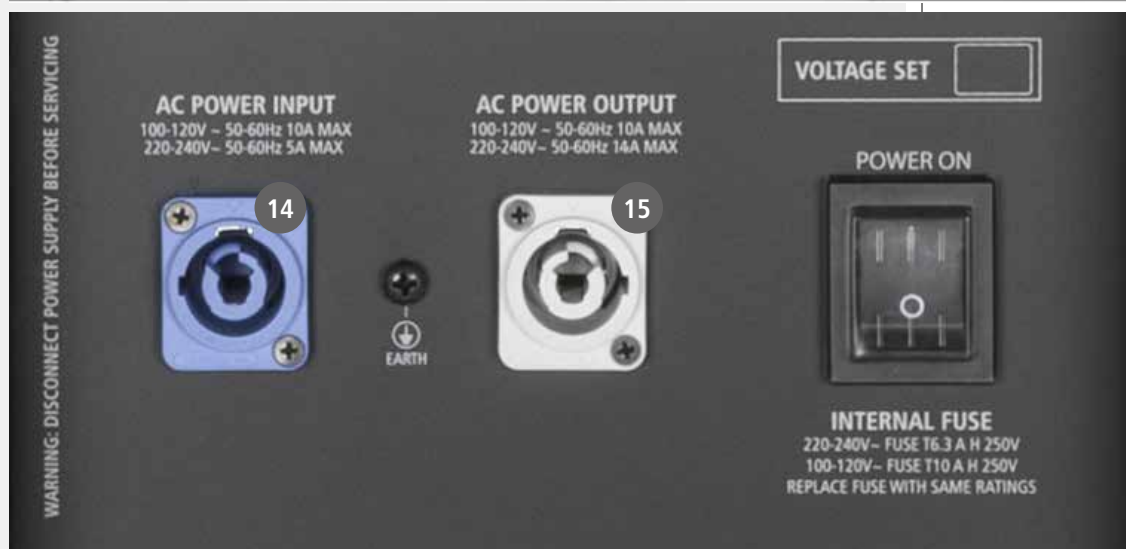 WARNING: DISCONNECT POWER SUPPLY BEFORE SERVICING
AC POWER INPUT
100-120V ~ 50-60Hz 10A MAX
220-240V~ 50-60Hz 5A MAX
14
EARTH
AC POWER OUTPUT
100-120V ~ 50-60Hz 10A MAX
220-240V~ 50-60Hz 14A MAX
15
VOLTAGE SET
POWER ON
INTERNAL FUSE
220-240V~ FUSE T6.3 A H 250V
100-120V~ FUSE T10 A H 250V
REPLACE FUSE WITH SAME RATINGS